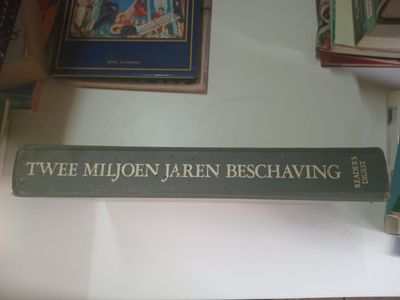 TWEE MILJOEN JAREN BESCHAVING
READER'S
DIGEST